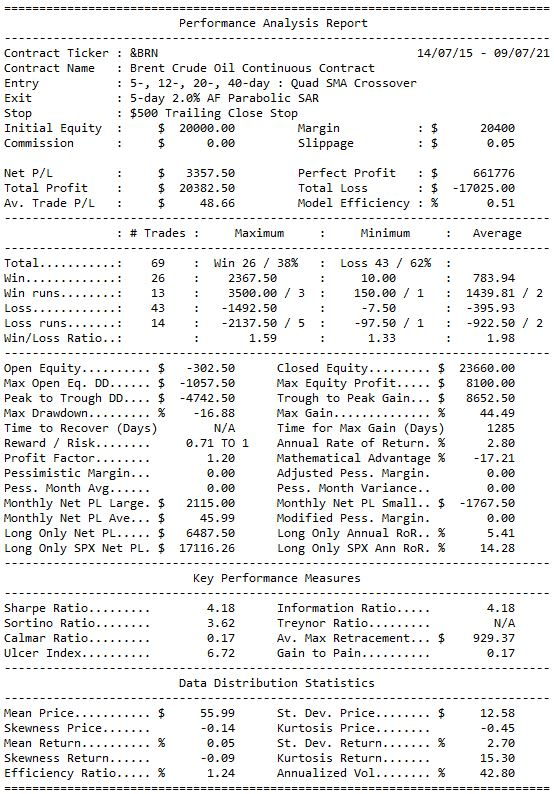 ======================================================================
Performance Analysis Report
----------------------------------------------------------------------
Contract Ticker : &BRN 14/07/15 - 09/07/21
Contract Name : Brent Crude Oil Continuous Contract
Entry : 5-, 12-, 20-, 40-day : Quad SMA Crossover
Exit : 5-day 2.0% AF Parabolic SAR
Stop : $500 Trailing Close Stop
Initial Equity : $ 20000.00 Margin : $ 20400
Commission : $ 0.00 Slippage : $ 0.05
Net P/L : $ 3357.50 Perfect Profit : $ 661776
Total Profit : $ 20382.50 Total Loss : $ -17025.00
Av. Trade P/L : $ 48.66 Model Efficiency : % 0.51
----------------------------------------------------------------------
: # Trades : Maximum : Minimum : Average
----------------------------------------------------------------------
Total...........: 69 : Win 26 / 38% : Loss 43 / 62% :
Win.............: 26 : 2367.50 : 10.00 : 783.94
Win runs........: 13 : 3500.00 / 3 : 150.00 / 1 : 1439.81 / 2
Loss............: 43 : -1492.50 : -7.50 : -395.93
Loss runs.......: 14 : -2137.50 / 5 : -97.50 / 1 : -922.50 / 2
Win/Loss Ratio..: : 1.59 : 1.33 : 1.98
----------------------------------------------------------------------
Open Equity.......... $ -302.50 Closed Equity......... $ 23660.00
Max Open Eq. DD...... $ -1057.50 Max Equity Profit..... $ 8100.00
Peak to Trough DD.... $ -4742.50 Trough to Peak Gain... $ 8652.50
Max Drawdown......... % -16.88 Max Gain.............. % 44.49
Time to Recover (Days) N/A Time for Max Gain (Days) 1285
Reward / Risk........ 0.71 TO 1 Annual Rate of Return. % 2.80
Profit Factor........ 1.20 Mathematical Advantage % -17.21
Pessimistic Margin... 0.00 Adjusted Pess. Margin. 0.00
Pess. Month Avg...... 0.00 Pess. Month Variance.. 0.00
Monthly Net PL Large. $ 2115.00 Monthly Net PL Small.. $ -1767.50
Monthly Net PL Ave... $ 45.99 Modified Pess. Margin. 0.00
Long Only Net PL..... $ 6487.50 Long Only Annual RoR.. % 5.41
Long Only SPX Net PL. $ 17116.26 Long Only SPX Ann RoR. % 14.28
----------------------------------------------------------------------
Key Performance Measures
----------------------------------------------------------------------
Sharpe Ratio......... 4.18 Information Ratio..... 4.18
Sortino Ratio........ 3.62 Treynor Ratio......... N/A
Calmar Ratio......... 0.17 Av. Max Retracement... $ 929.37
Ulcer Index.......... 6.72 Gain to Pain.......... 0.17
----------------------------------------------------------------------
Data Distribution Statistics
----------------------------------------------------------------------
Mean Price........... $ 55.99 St. Dev. Price........ $ 12.58
Skewness Price....... -0.14 Kurtosis Price........ -0.45
Mean Return.......... % 0.05 St. Dev. Return....... % 2.70
Skewness Return...... -0.09 Kurtosis Return....... 15.30
Efficiency Ratio..... % 1.24 Annualized Vol........ % 42.80
======================================================================